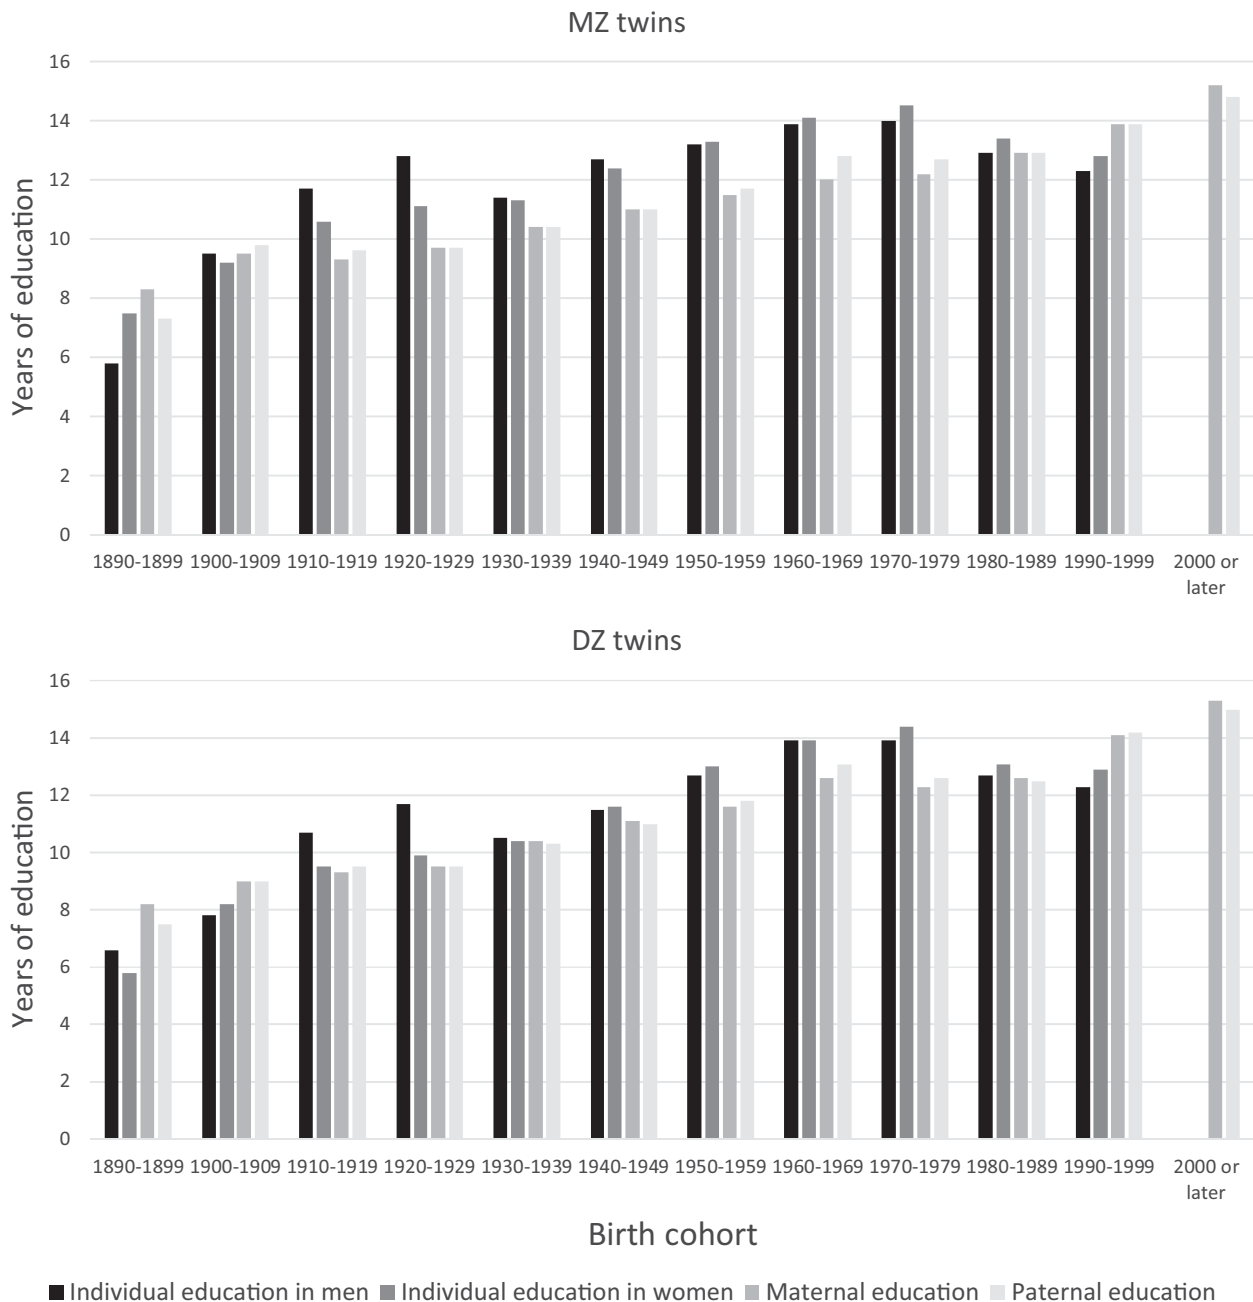 MZ twins
16
14
12
10
8
6
4
2
0
Years of education
1890-1899 1900-1909 1910-1919 1920-1929 1930-1939 1940-1949 1950-1959 1960-1969 1970-1979 1980-1989 1990-1999 2000 or
later
DZ twins
16
14
12
10
8
6
4
2
0
Years of education
1890-1899 1900-1909 1910-1919 1920-1929 1930-1939 1940-1949 1950-1959 1960-1969 1970-1979 1980-1989 1990-1999 2000 or
later
Birth cohort
Individual education in men Individual education in women Maternal education Paternal education